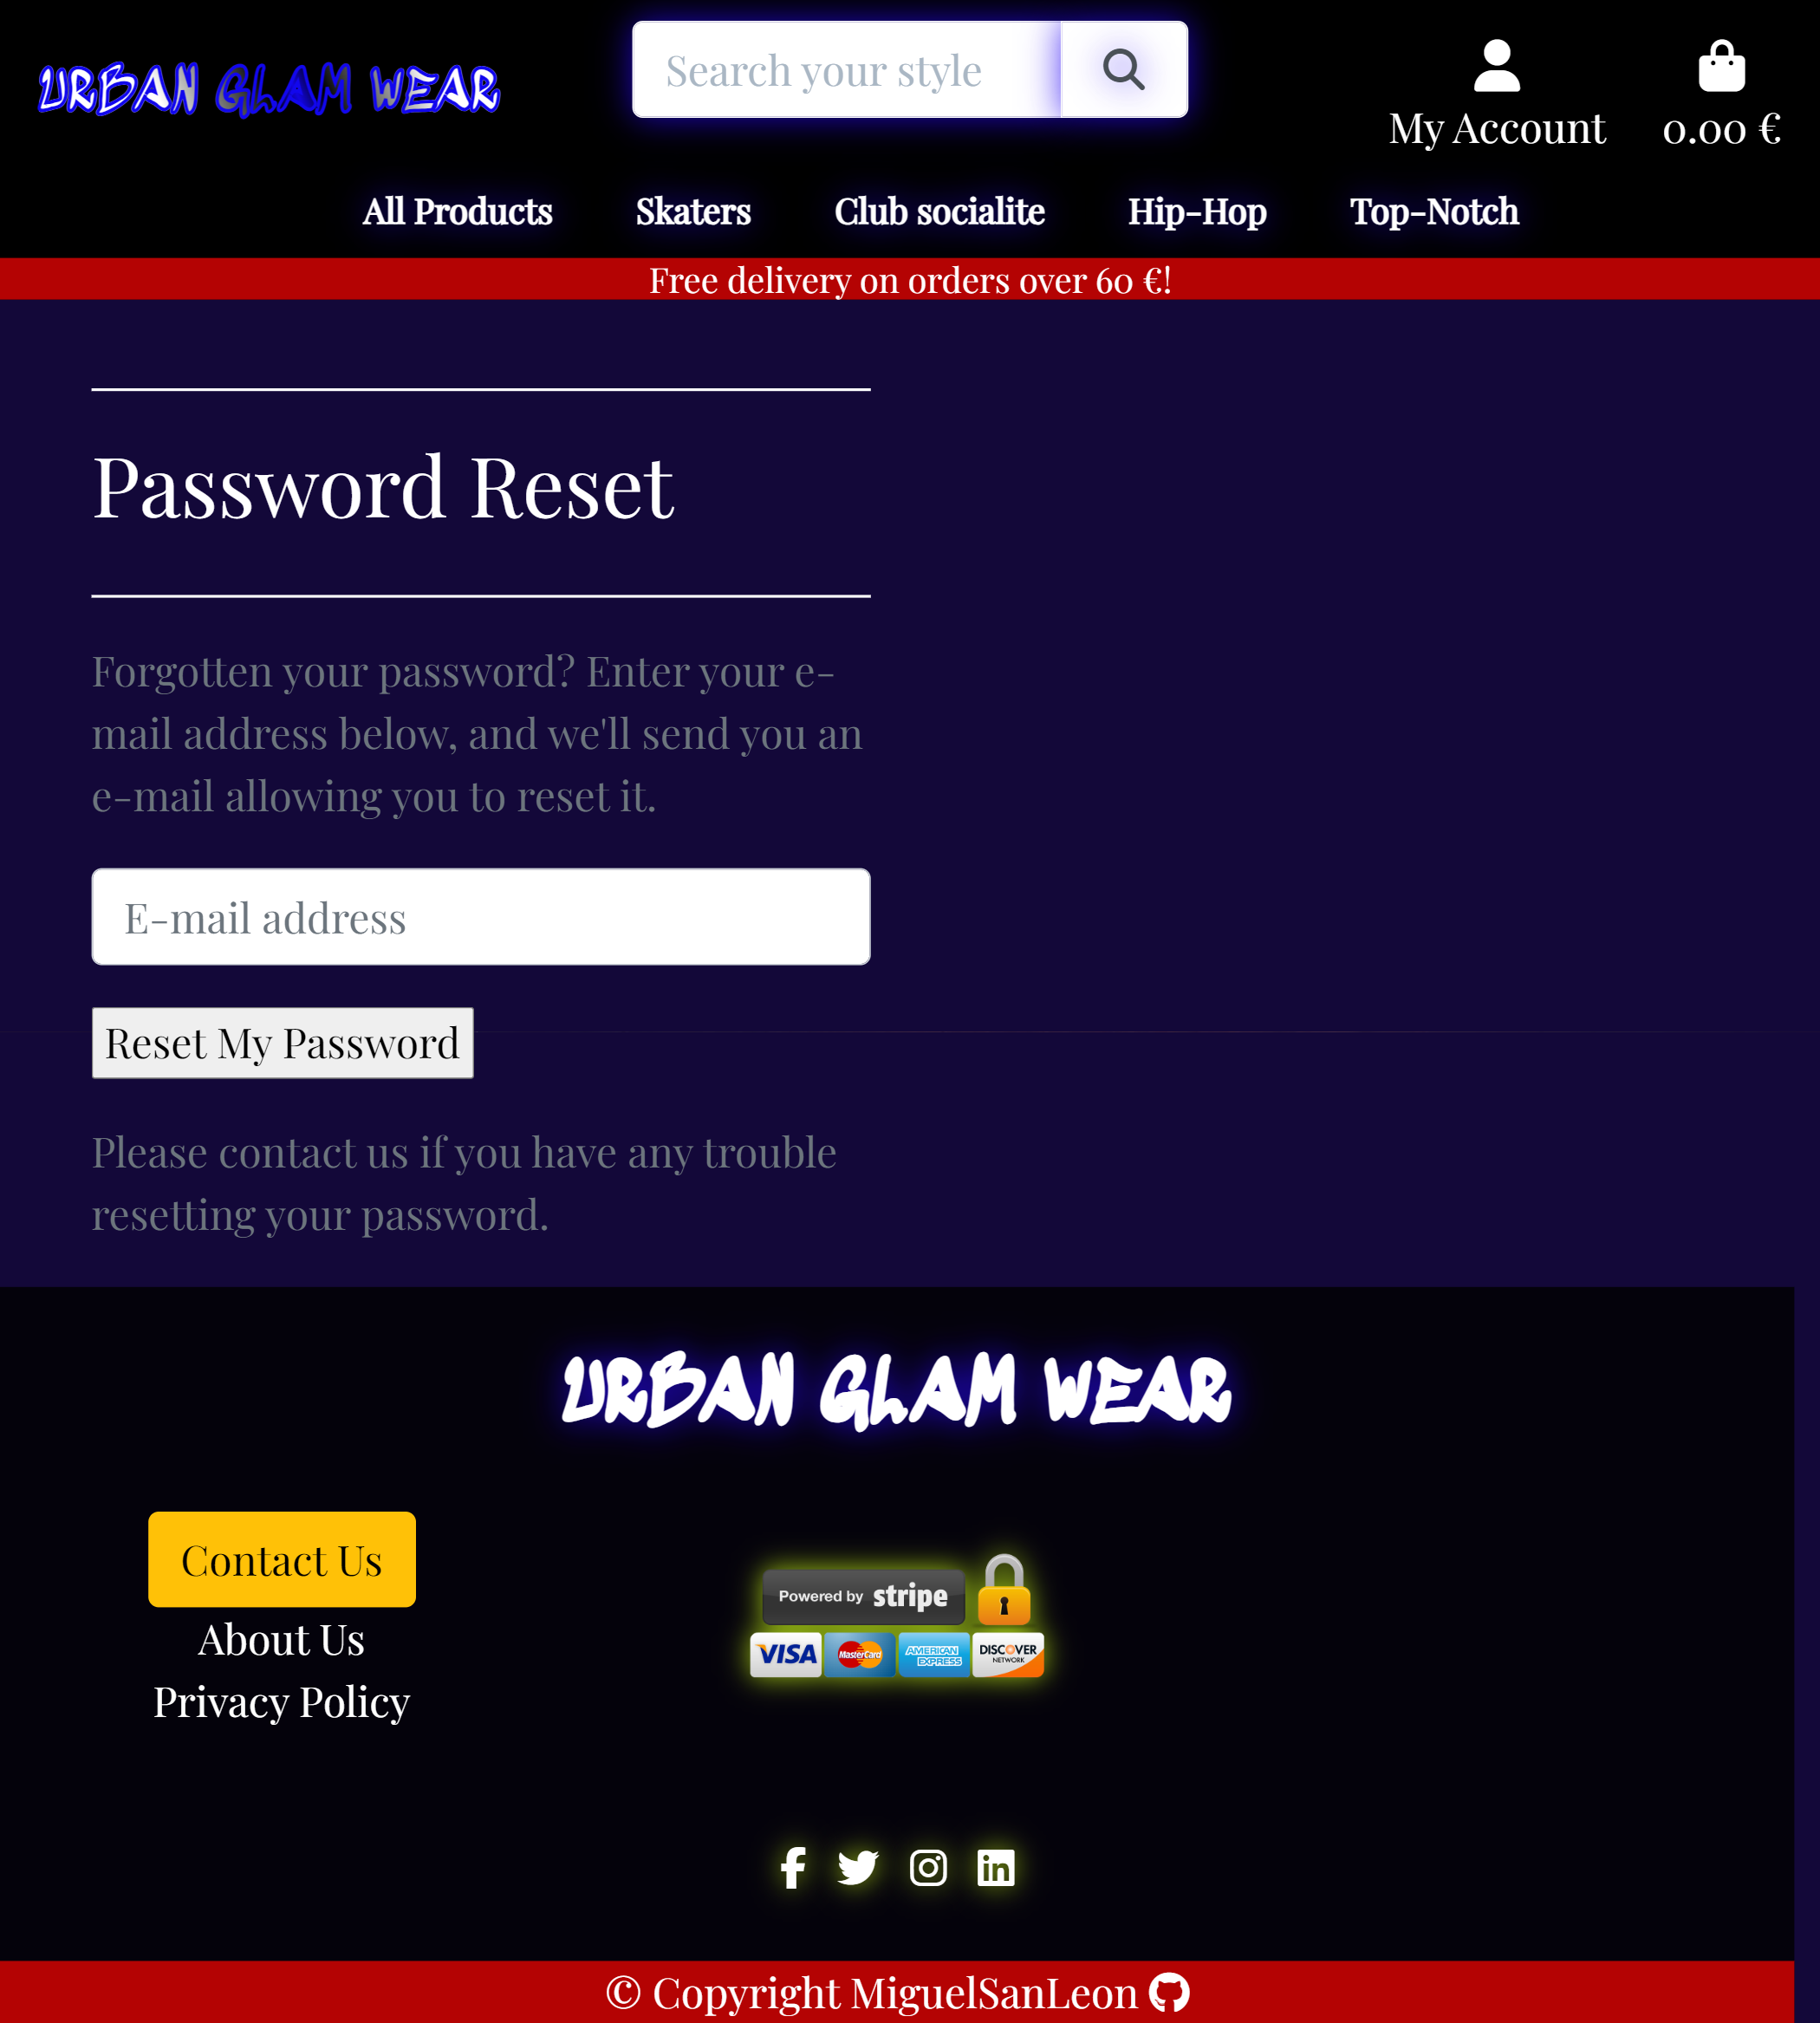 URBAN GLAM WEAR
Search your style
My Account
0.00 €
All Products
Skaters
Club socialite
Hip-Hop
Top-Notch
Free delivery on orders over 60 €!
Password Reset
Forgotten your password? Enter your e-
mail address below, and we'll send you an
e-mail allowing you to reset it.
E-mail address
Reset My Password
Please contact us if you have any trouble
resetting your password.
URBAN GLAM WEAR
Contact Us
About Us
Privacy Policy
Powered by stripe
VISA
MasterCard
AMERICAN EXPRESS
DISCOVER NETWORK
© Copyright MiguelSanLeon